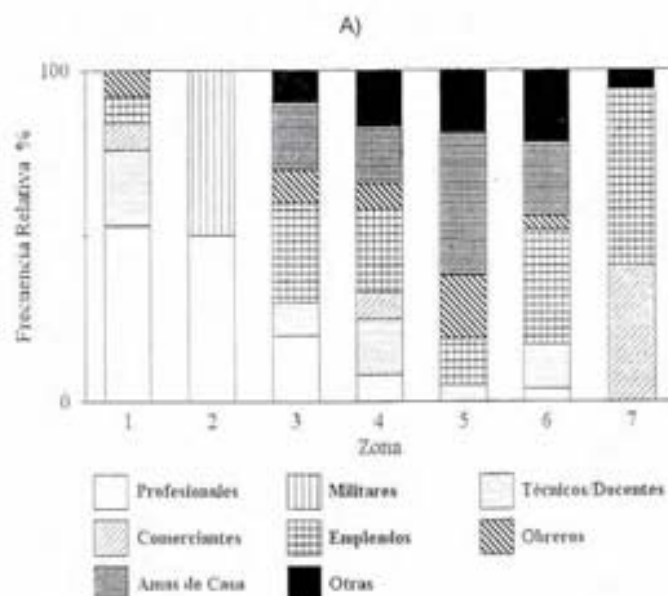 A)
100
Frecuencia Relativa %
0
1 2 3 4 5 6 7
Zona
Profesionales Militares Técnicos/Docentes
Comerciantes Empleados Obreros
Amas de Casa Otras